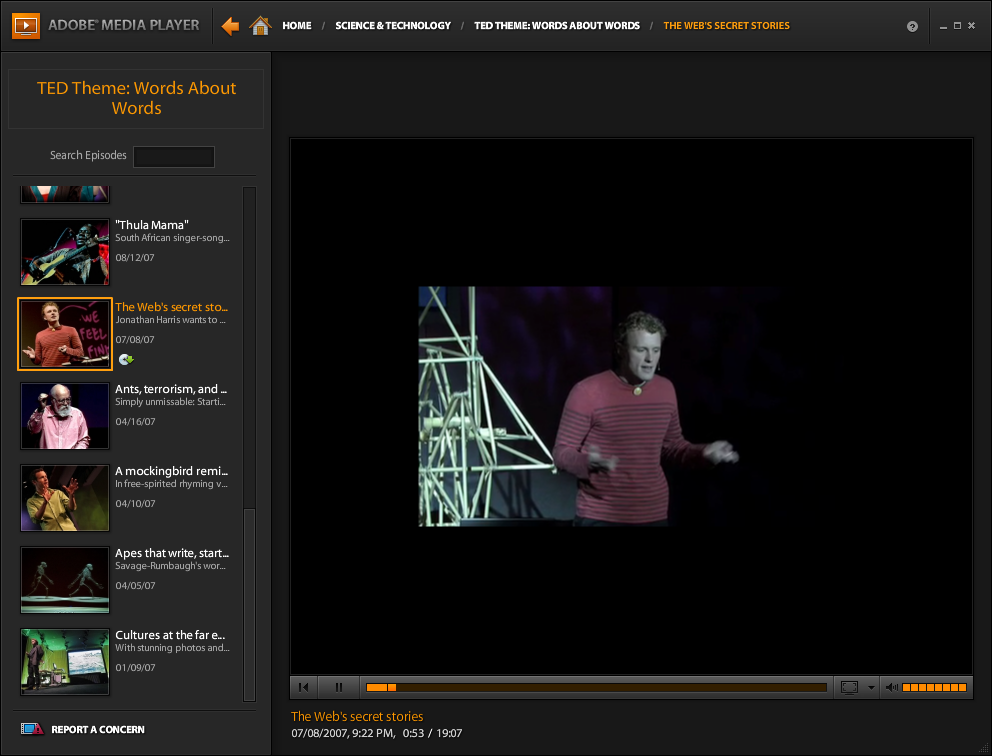 ADOBE® MEDIA PLAYER
HOME / SCIENCE & TECHNOLOGY / TED THEME: WORDS ABOUT WORDS / THE WEB'S SECRET STORIES
?
TED Theme: Words About
Words
Search Episodes
"Thula Mama"
South African singer-song...
08/12/07
The Web's secret sto...
Jonathan Harris wants to ...
07/08/07
WE
FEEL
FINE
Ants, terrorism, and ...
Simply unmissable: Starti...
04/16/07
A mockingbird remi...
In free-spirited rhyming v...
04/10/07
Apes that write, start...
Savage-Rumbaugh's wor...
04/05/07
Cultures at the far e...
With stunning photos and...
01/09/07
REPORT A CONCERN
The Web's secret stories
07/08/2007, 9:22 PM, 0:53 / 19:07